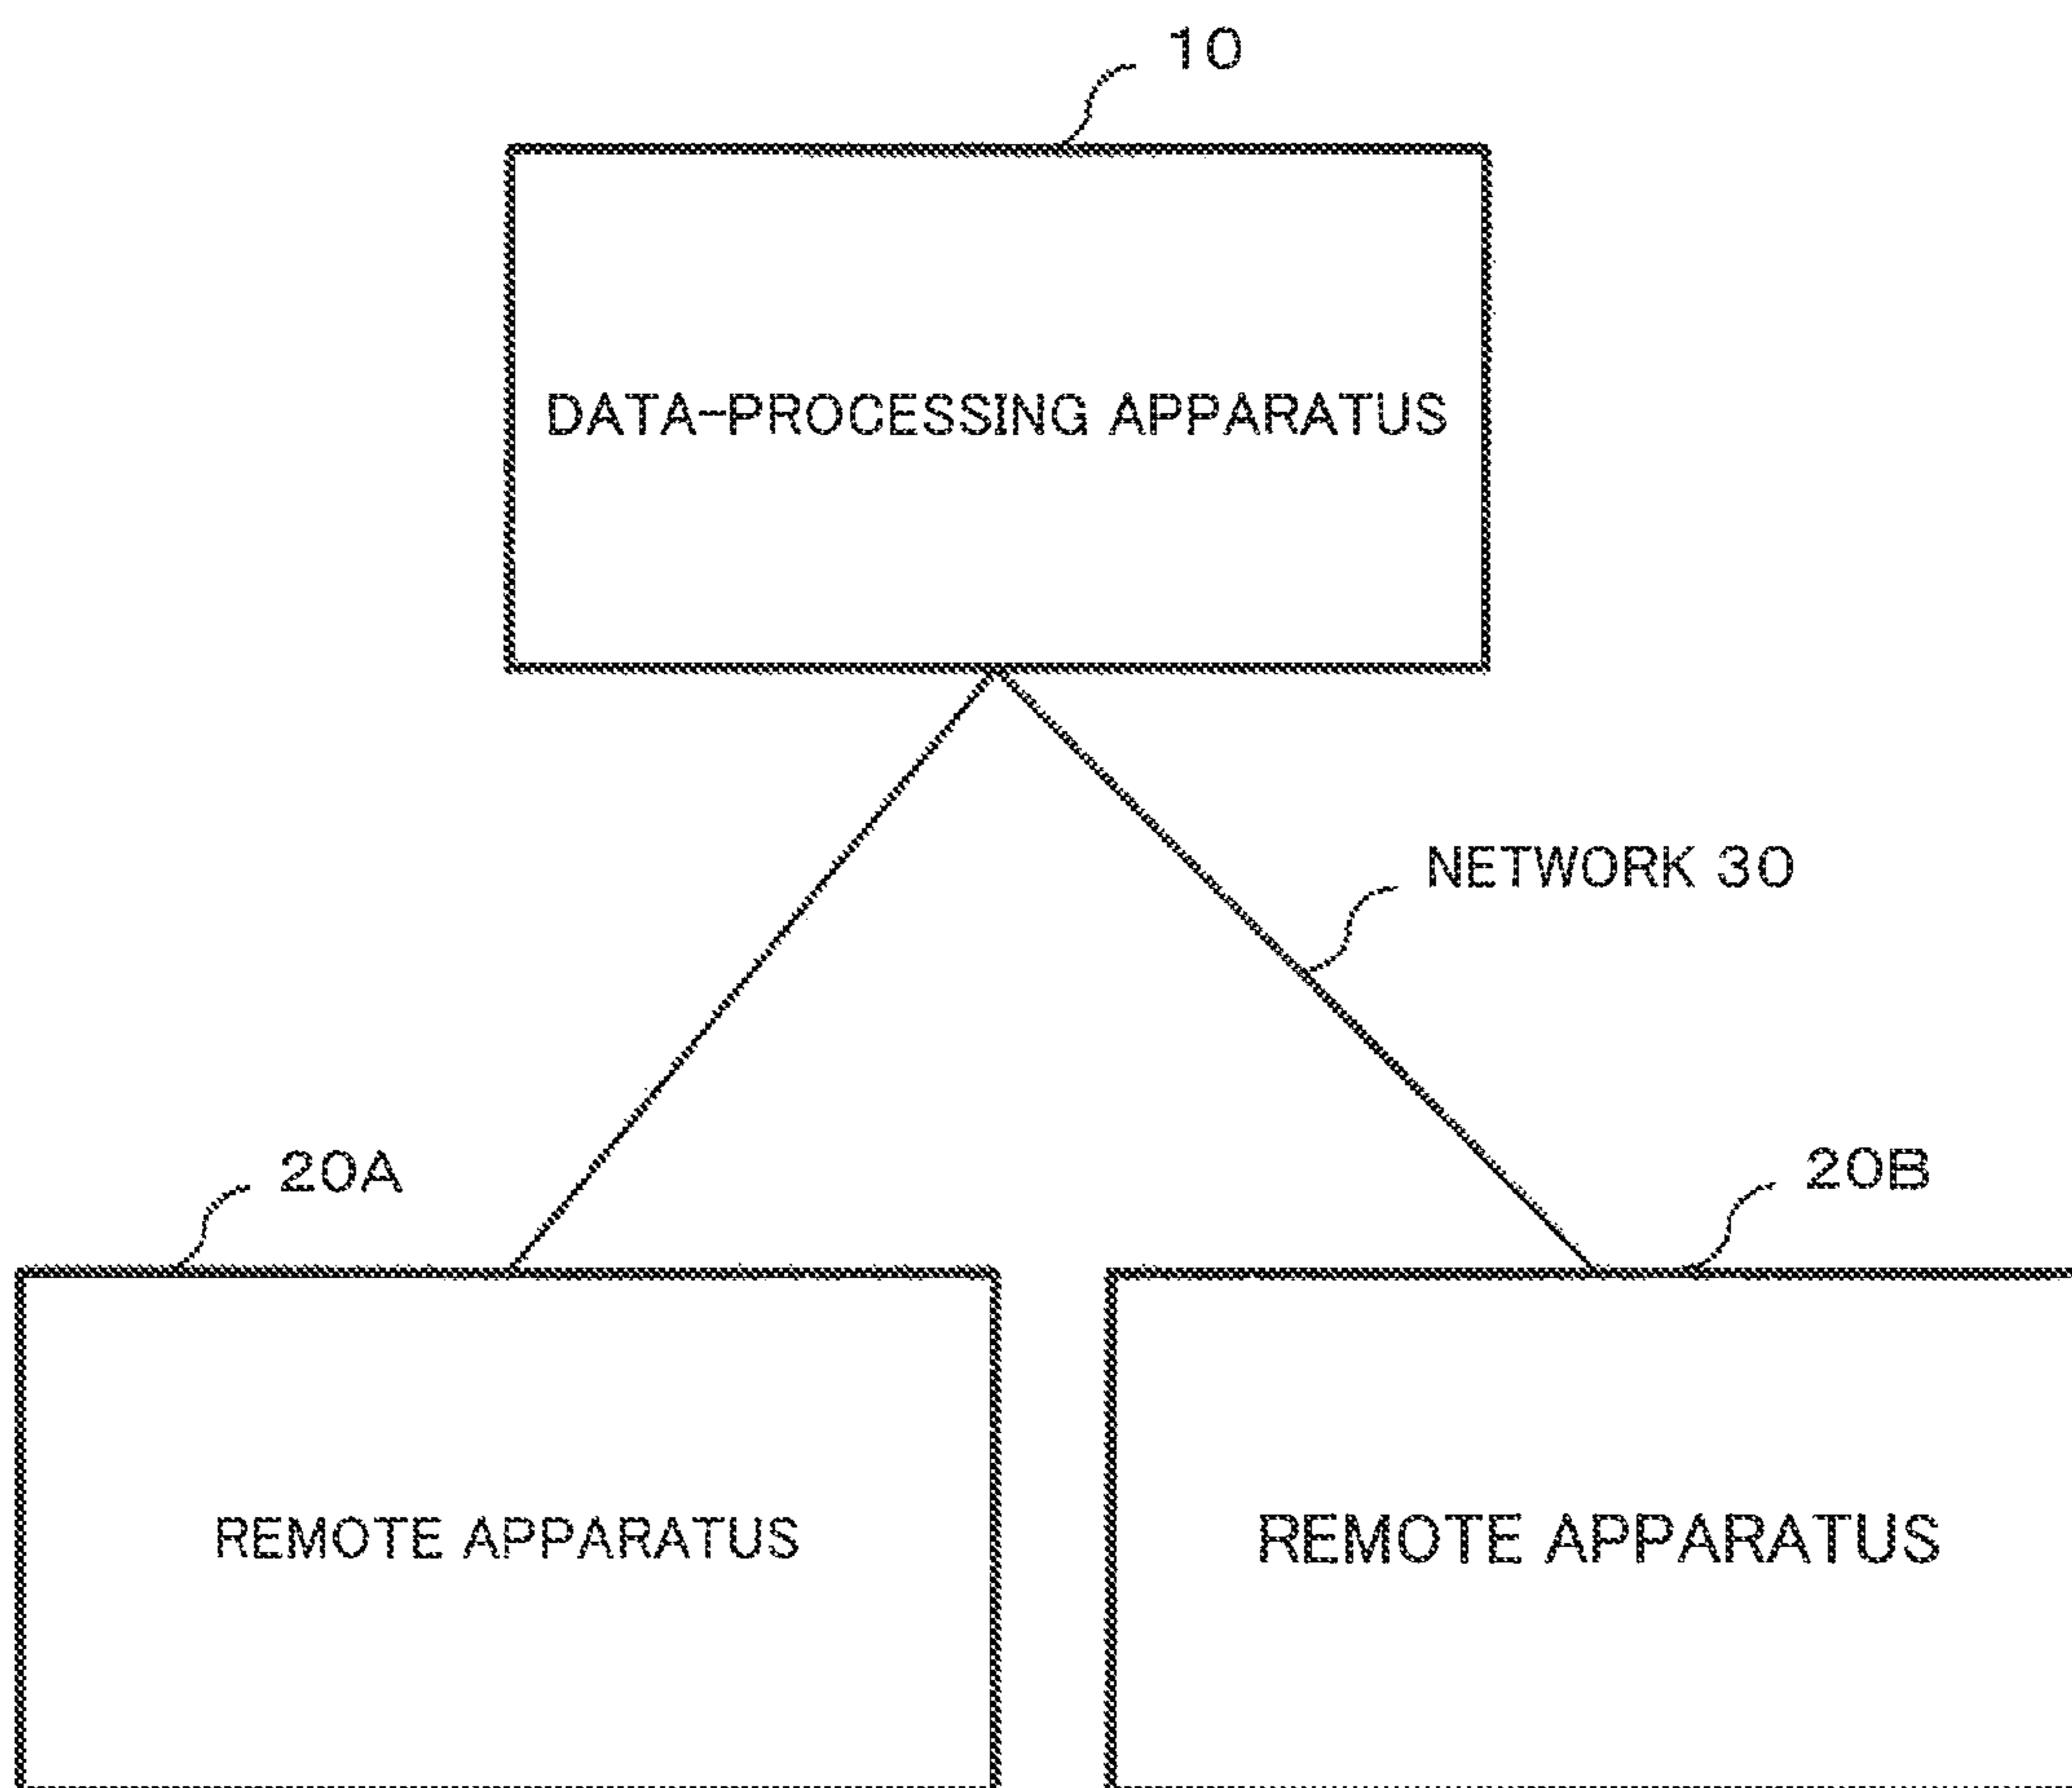 10
DATA-PROCESSING APPARATUS
NETWORK 30
20A
20B
REMOTE APPARATUS
REMOTE APPARATUS